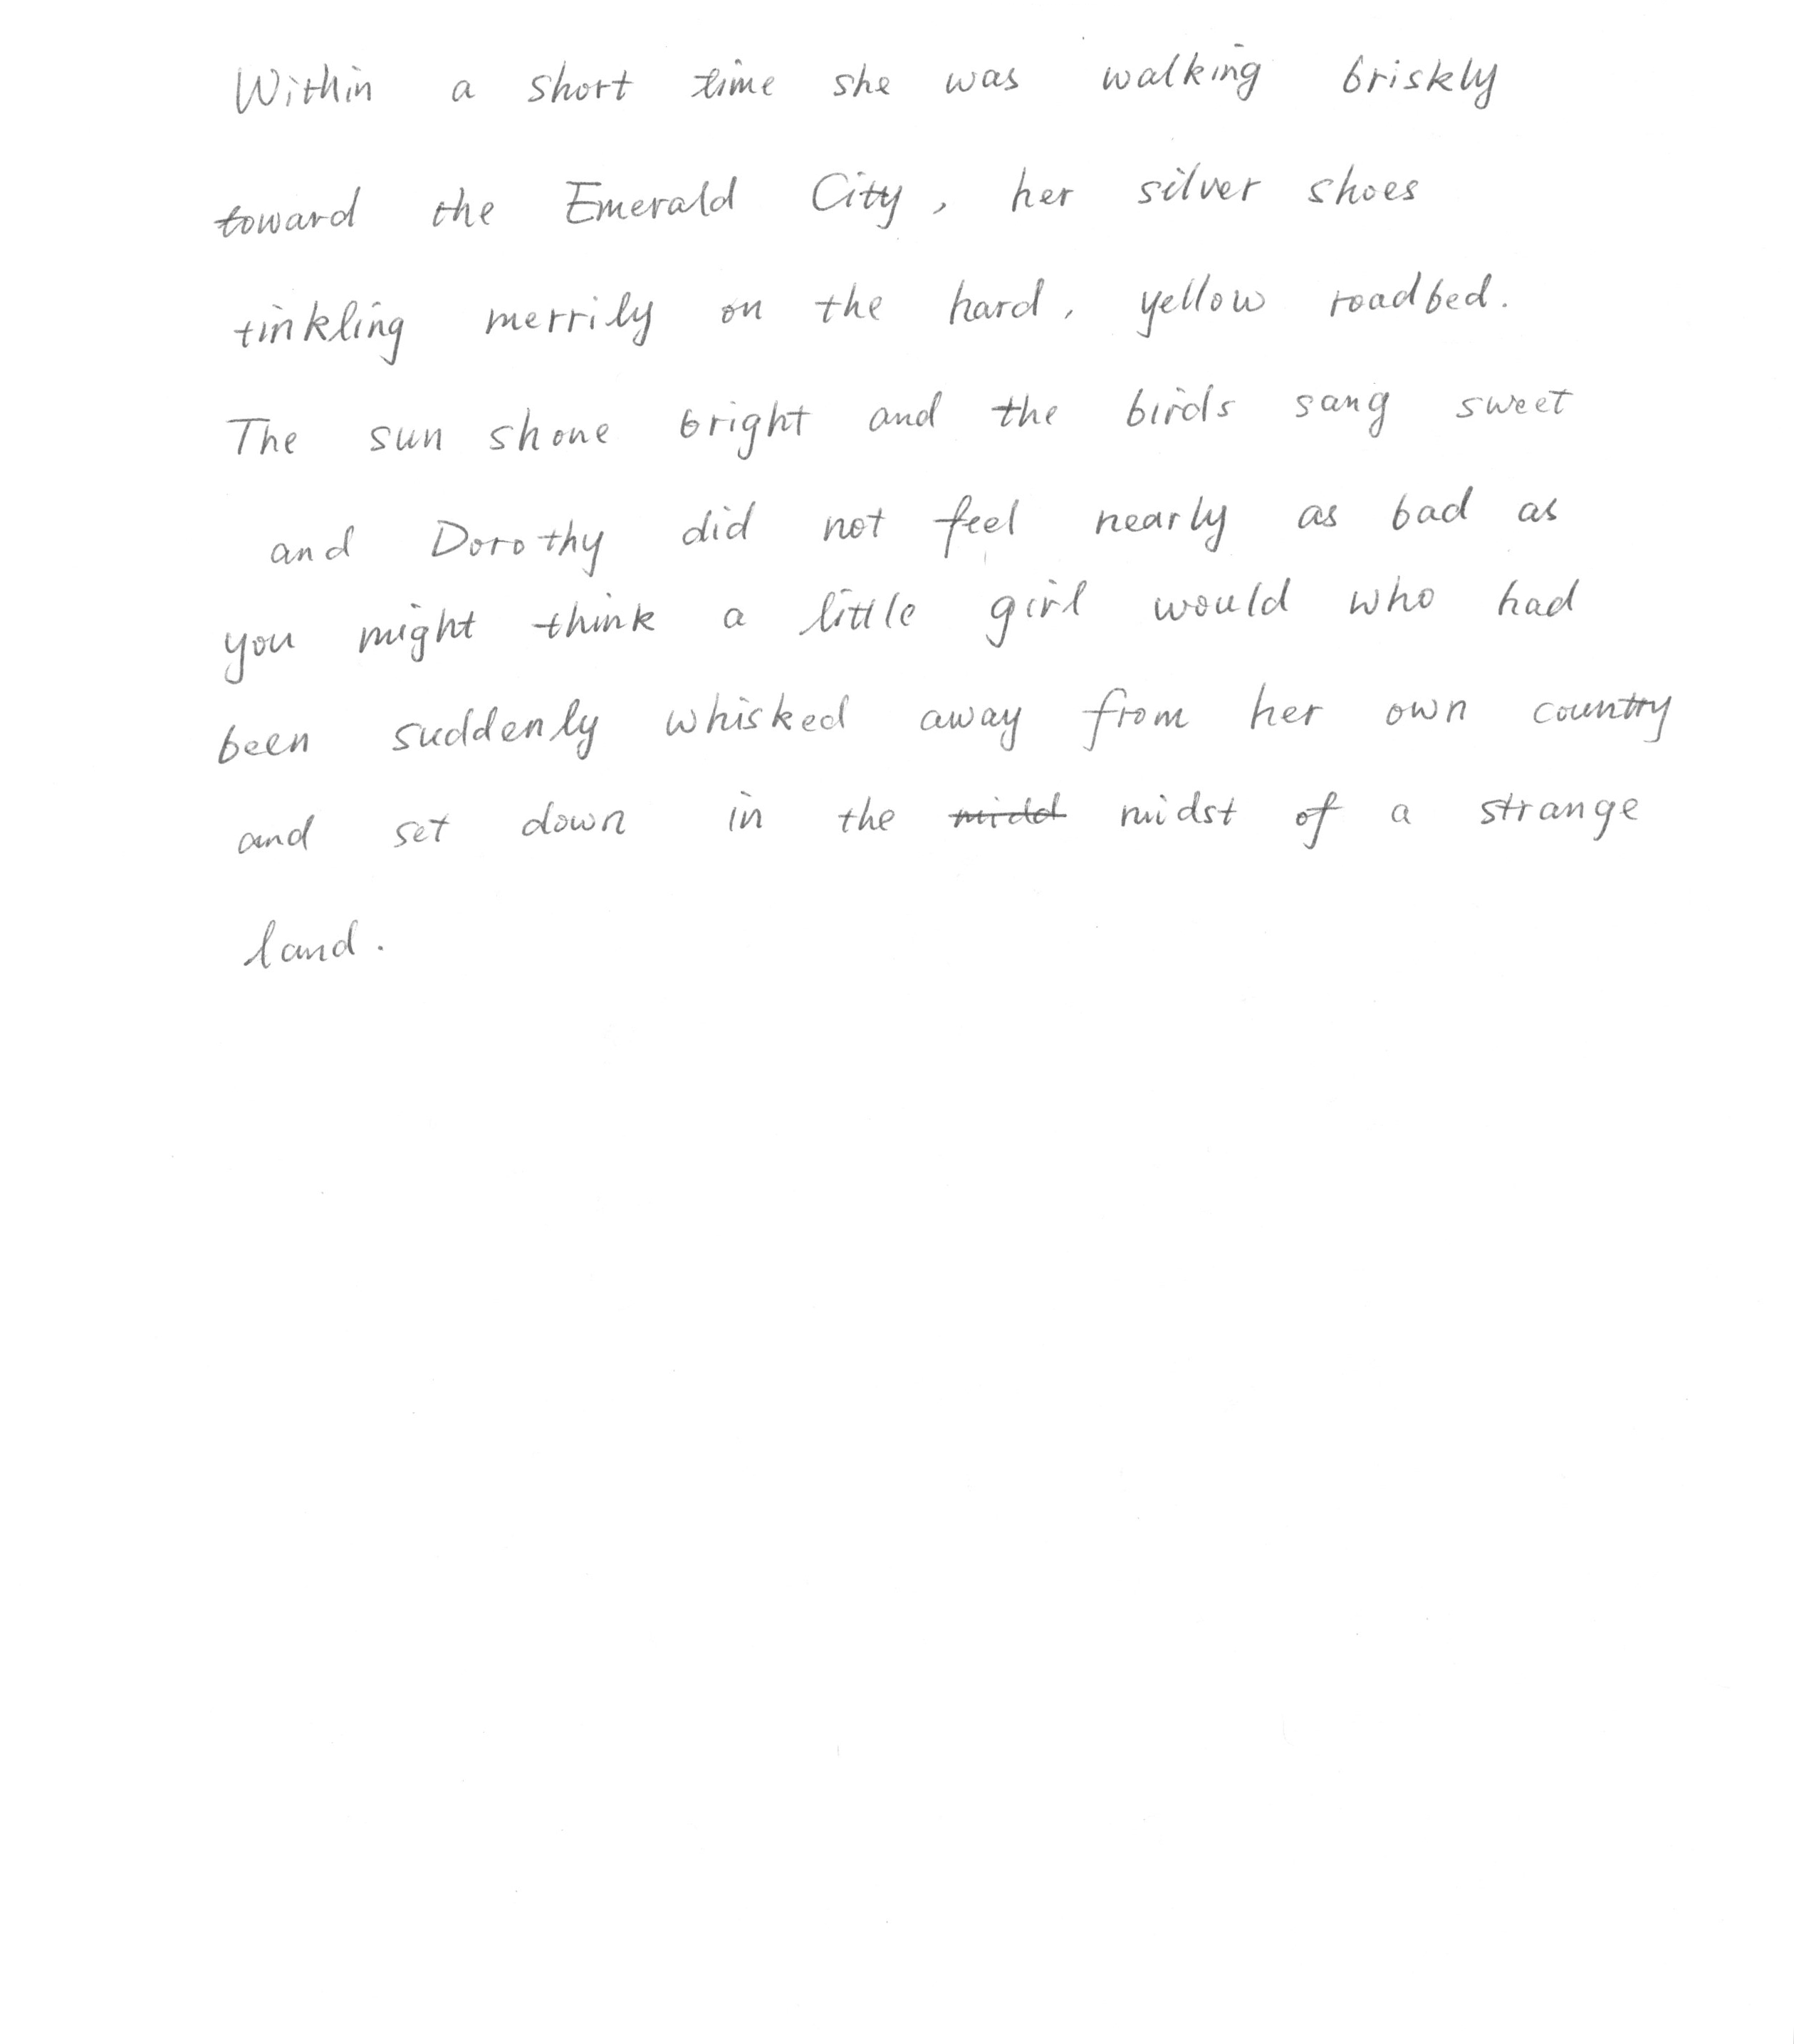 Within a short time she was walking briskly
toward the Emerald City, her silver shoes
tinkling merrily on the hard, yellow roadbed.
The sun shone bright and the birds sang sweet
and Dorothy did not feel nearly as bad as
you might think a little girl would who had
been suddenly whisked away from her own country
and set down in the midd midst of a strange
land.